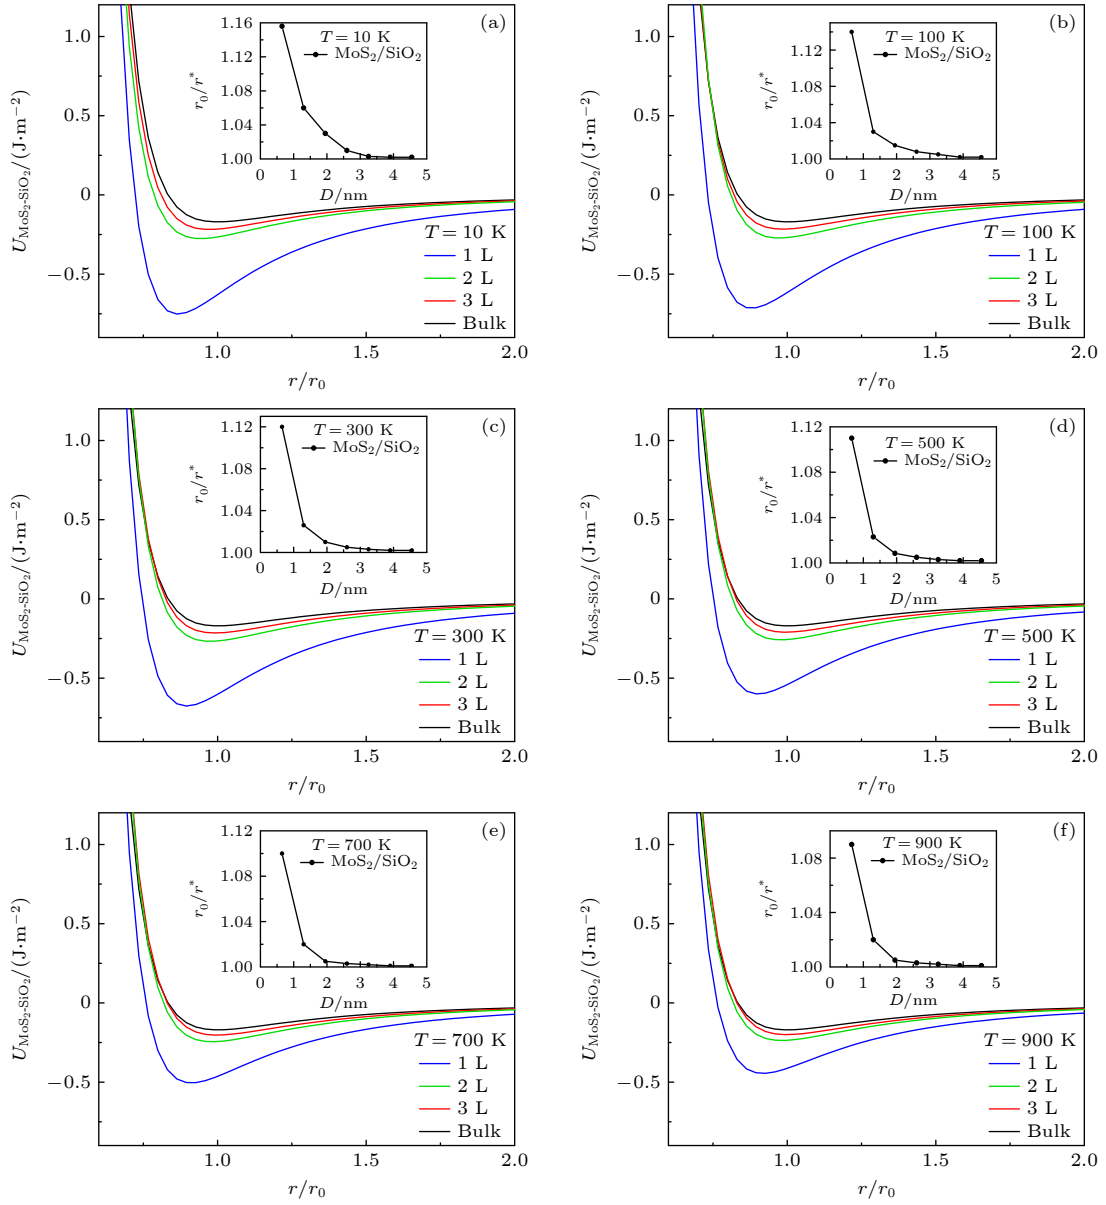 (a)
1.16
1.12
1.08
1.04
1.00
r₀/r*
T = 10 K
MoS₂/SiO₂
0 1 2 3 4 5
D/nm
1.0
0.5
0
−0.5
U_MoS₂-SiO₂/(J·m⁻²)
T = 10 K
1 L
2 L
3 L
Bulk
1.0 1.5 2.0
r/r₀
(b)
1.12
1.08
1.04
1.00
r₀/r*
T = 100 K
MoS₂/SiO₂
0 1 2 3 4 5
D/nm
1.0
0.5
0
−0.5
U_MoS₂-SiO₂/(J·m⁻²)
T = 100 K
1 L
2 L
3 L
Bulk
1.0 1.5 2.0
r/r₀
(c)
1.12
1.08
1.04
1.00
r₀/r*
T = 300 K
MoS₂/SiO₂
0 1 2 3 4 5
D/nm
1.0
0.5
0
−0.5
U_MoS₂-SiO₂/(J·m⁻²)
T = 300 K
1 L
2 L
3 L
Bulk
1.0 1.5 2.0
r/r₀
(d)
1.12
1.08
1.04
1.00
r₀/r*
T = 500 K
MoS₂/SiO₂
0 1 2 3 4 5
D/nm
1.0
0.5
0
−0.5
U_MoS₂-SiO₂/(J·m⁻²)
T = 500 K
1 L
2 L
3 L
Bulk
1.0 1.5 2.0
r/r₀
(e)
1.12
1.08
1.04
1.00
r₀/r*
T = 700 K
MoS₂/SiO₂
0 1 2 3 4 5
D/nm
1.0
0.5
0
−0.5
U_MoS₂-SiO₂/(J·m⁻²)
T = 700 K
1 L
2 L
3 L
Bulk
1.0 1.5 2.0
r/r₀
(f)
1.08
1.04
1.00
r₀/r*
T = 900 K
MoS₂/SiO₂
0 1 2 3 4 5
D/nm
1.0
0.5
0
−0.5
U_MoS₂-SiO₂/(J·m⁻²)
T = 900 K
1 L
2 L
3 L
Bulk
1.0 1.5 2.0
r/r₀